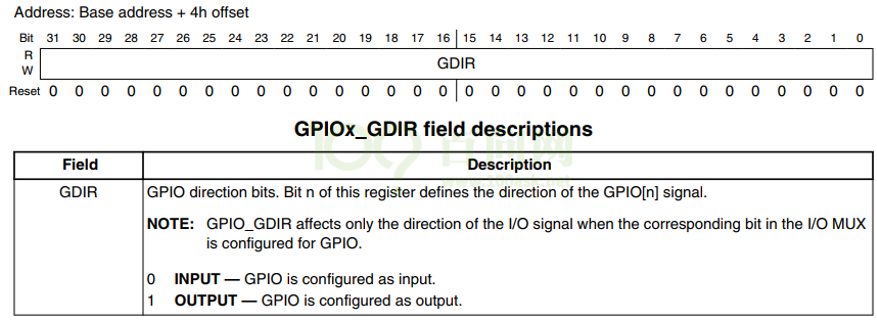 Address: Base address + 4h offset
Bit 31 30 29 28 27 26 25 24 23 22 21 20 19 18 17 16 15 14 13 12 11 10 9 8 7 6 5 4 3 2 1 0
R
GDIR
W
Reset 0 0 0 0 0 0 0 0 0 0 0 0 0 0 0 0 0 0 0 0 0 0 0 0 0 0 0 0 0 0 0 0
GPIOx_GDIR field descriptions
Field Description
GDIR GPIO direction bits. Bit n of this register defines the direction of the GPIO[n] signal.
NOTE: GPIO_GDIR affects only the direction of the I/O signal when the corresponding bit in the I/O MUX
is configured for GPIO.
0 INPUT — GPIO is configured as input.
1 OUTPUT — GPIO is configured as output.